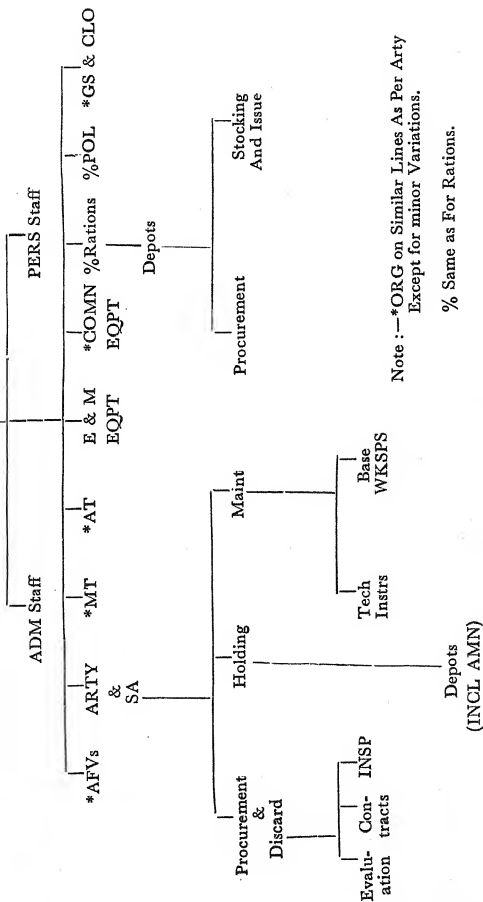 ADM Staff
PERS Staff
*AFVs
ARTY
&
SA
*MT
*AT
E & M
EQPT
*COMN
EQPT
%Rations
%POL
*GS & CLO
Procurement
&
Discard
Holding
Maint
Depots
Procurement
Stocking
And Issue
Evalu-
ation
Con-
tracts
INSP
Tech
Instrs
Base
WKSPS
Depots
(INCL AMN)
Note :—*ORG on Similar Lines As Per Arty
Except for minor Variations.
% Same as For Rations.